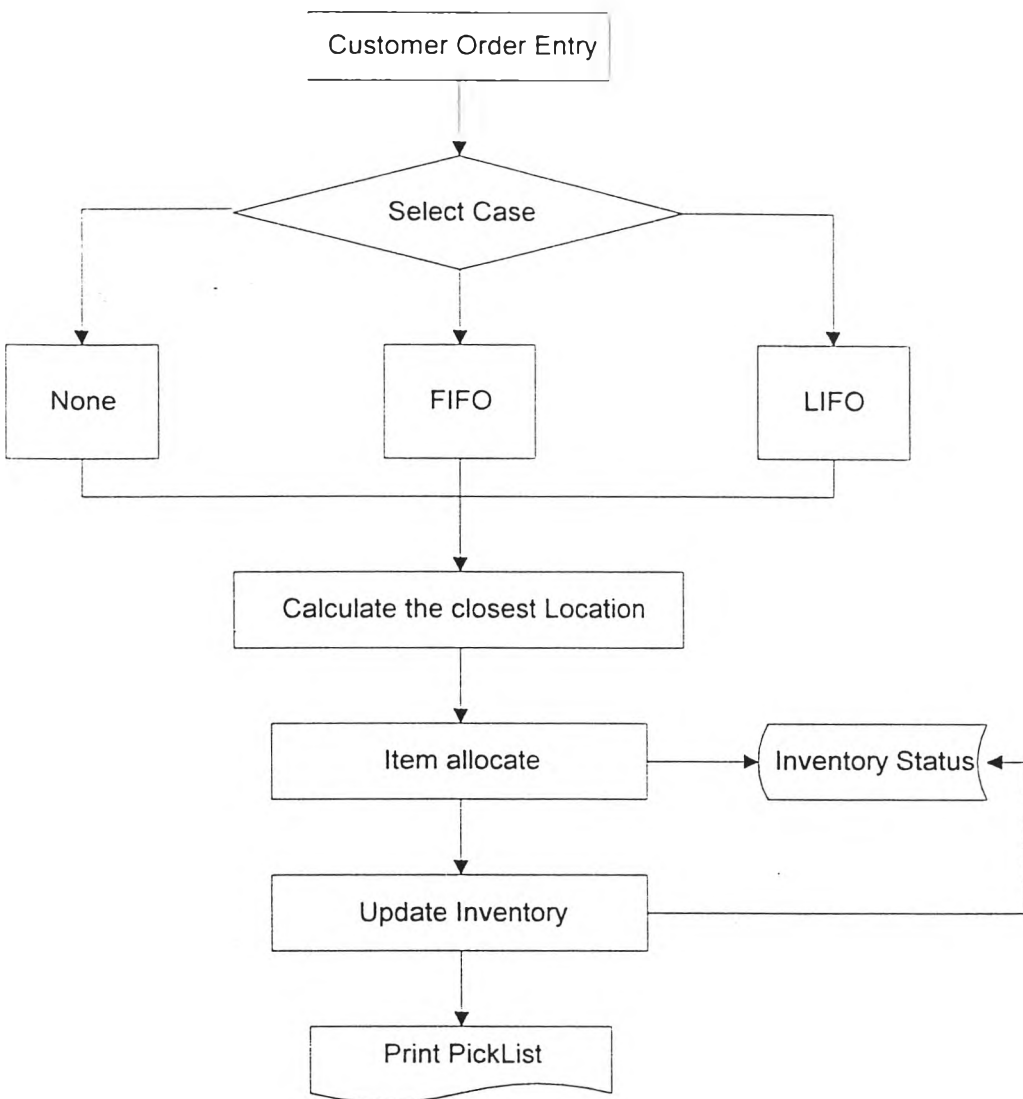 Customer Order Entry
Select Case
None
FIFO
LIFO
Calculate the closest Location
Item allocate
Inventory Status
Update Inventory
Print PickList